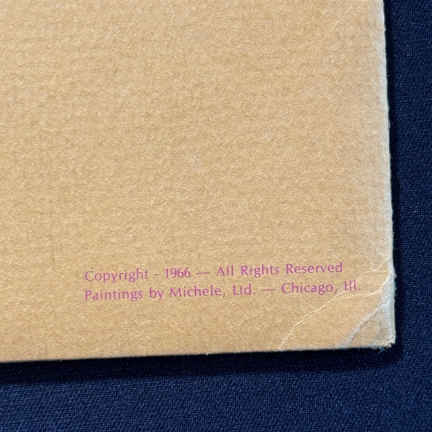 Copyright - 1966 — All Rights Reserved
Paintings by Michele, Ltd. — Chicago, Ill.